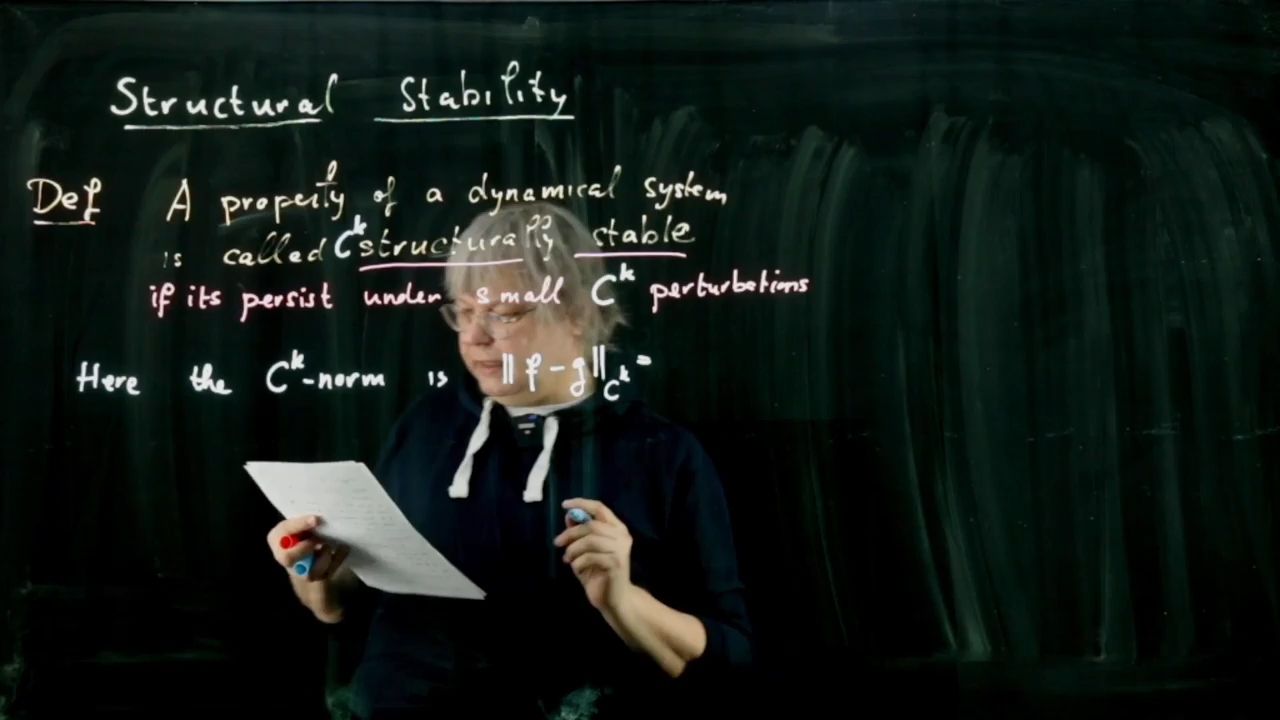 Structural Stability
Def A property of a dynamical system
is called C^k structurally stable
if its persist under small C^k perturbations
Here the C^k-norm is ||f-g||_{C^k} =